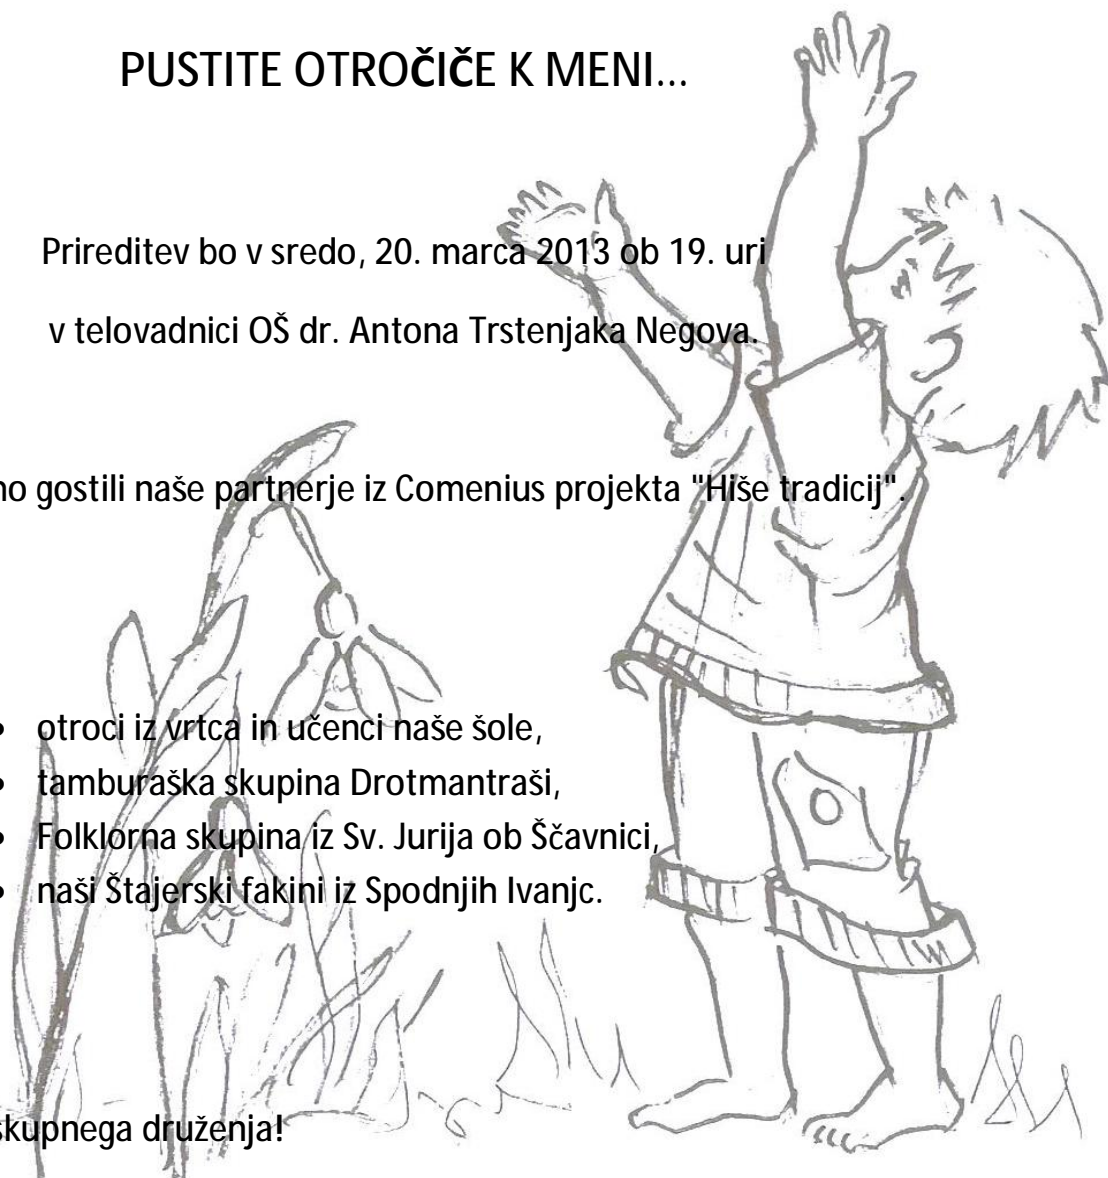 PUSTITE OTROČIČE K MENI...
Prireditev bo v sredo, 20. marca 2013 ob 19. uri
v telovadnici OŠ dr. Antona Trstenjaka Negova.
gostili naše partnerje iz Comenius projekta "Hiše tradicij".
• otroci iz vrtca in učenci naše šole,
• tamburaška skupina Drotmantraši,
• Folklorna skupina iz Sv. Jurija ob Ščavnici,
• naši Štajerski fakini iz Spodnjih Ivanjc.
skupnega druženja!